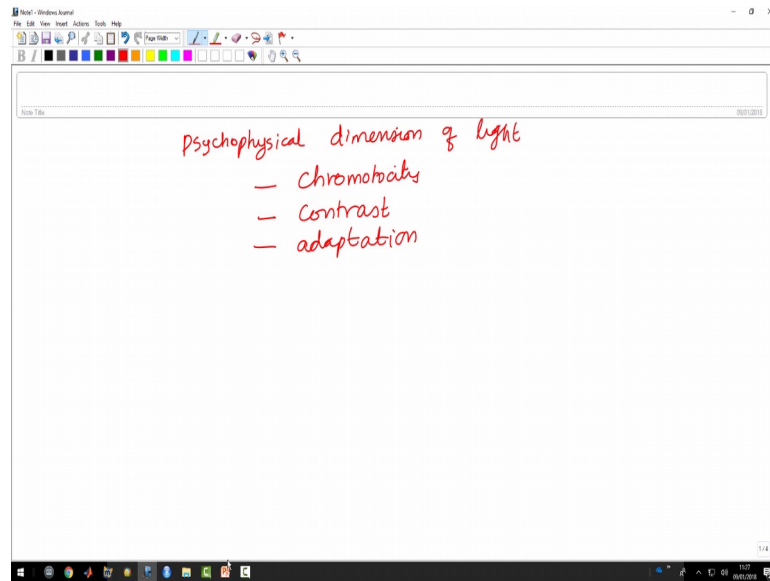 Note1 - Windows Journal
File Edit View Insert Actions Tools Help
Page Width
B I
Note Title
09/01/2018
Psychophysical dimension of light
— Chromotocity
— Contrast
— adaptation
1/4
11:27
09/01/2018